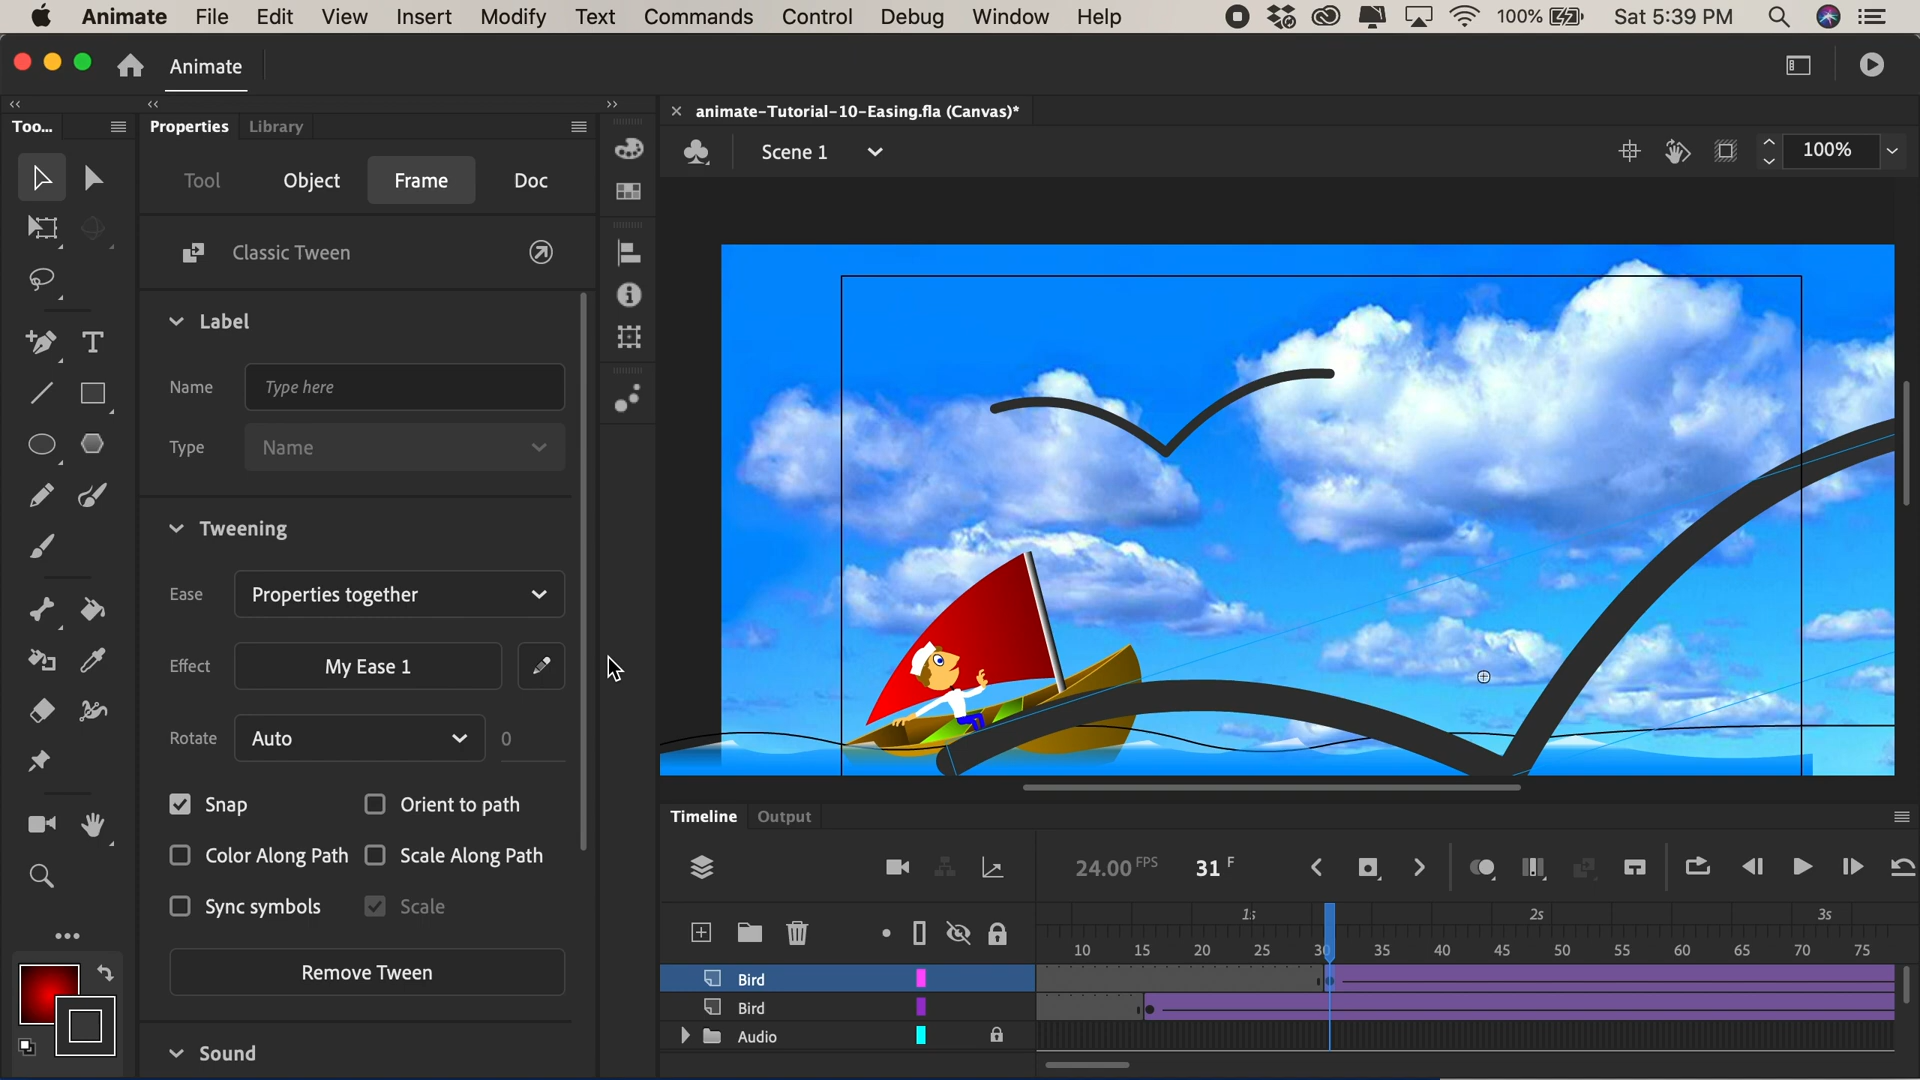 Animate File Edit View Insert Modify Text Commands Control Debug Window Help 100% Sat 5:39 PM
Animate
Too... Properties Library
animate-Tutorial-10-Easing.fla (Canvas)*
Scene 1 100%
Tool Object Frame Doc
Classic Tween
Label
Name Type here
Type Name
Tweening
Ease Properties together
Effect My Ease 1
Rotate Auto 0
Snap Orient to path
Color Along Path Scale Along Path
Sync symbols Scale
Remove Tween
Sound
Timeline Output
24.00 FPS 31 F
1s 2s 3s
10 15 20 25 30 35 40 45 50 55 60 65 70 75
Bird
Bird
Audio